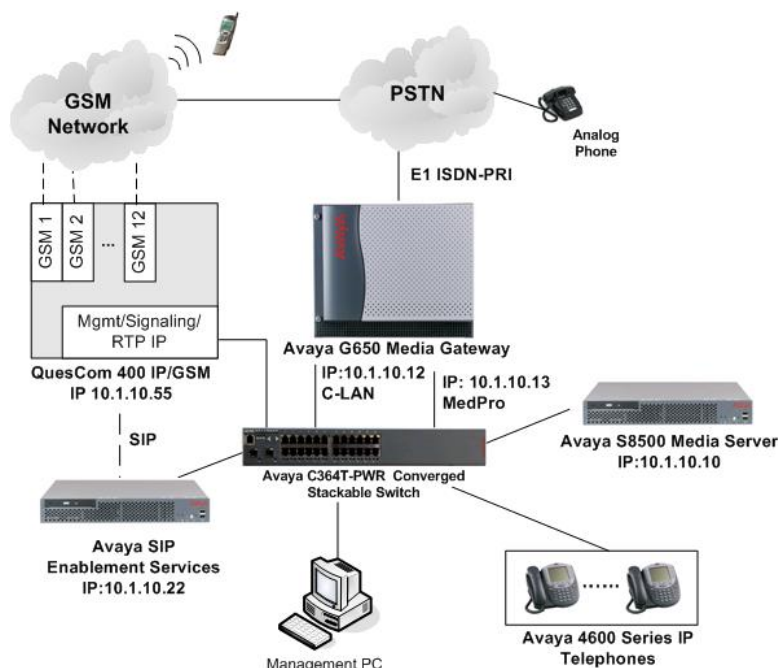 GSM
Network
PSTN
Analog
Phone
E1 ISDN-PRI
GSM 1
GSM 2
...
GSM 12
AVAYA
Mgmt/Signaling/
RTP IP
QuesCom 400 IP/GSM
IP 10.1.10.55
Avaya G650 Media Gateway
IP:10.1.10.12
C-LAN
IP: 10.1.10.13
MedPro
SIP
Avaya S8500 Media Server
IP:10.1.10.10
Avaya C364T-PWR Converged
Stackable Switch
Avaya SIP
Enablement Services
IP:10.1.10.22
Management PC
Avaya 4600 Series IP
Telephones